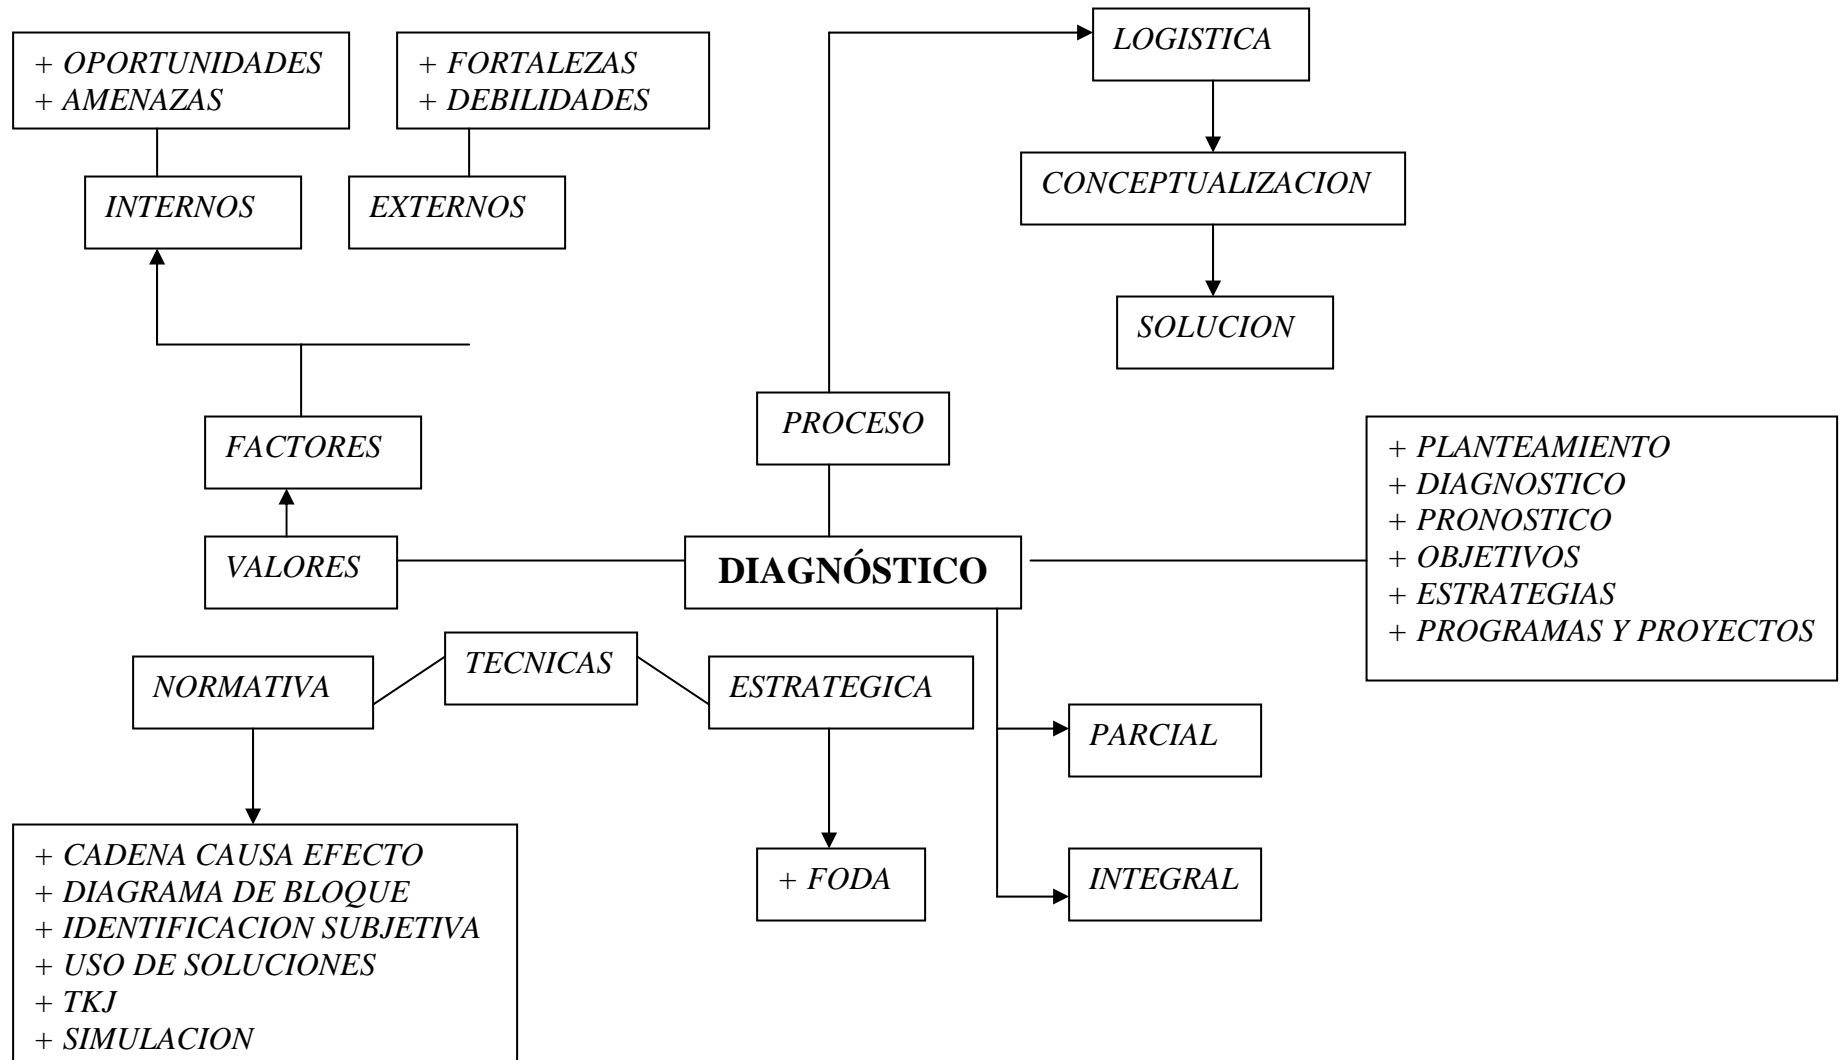 + OPORTUNIDADES
+ AMENAZAS
+ FORTALEZAS
+ DEBILIDADES
LOGISTICA
INTERNOS
EXTERNOS
CONCEPTUALIZACION
SOLUCION
FACTORES
PROCESO
+ PLANTEAMIENTO
+ DIAGNOSTICO
+ PRONOSTICO
+ OBJETIVOS
+ ESTRATEGIAS
+ PROGRAMAS Y PROYECTOS
VALORES
DIAGNÓSTICO
TECNICAS
NORMATIVA
ESTRATEGICA
PARCIAL
+ CADENA CAUSA EFECTO
+ DIAGRAMA DE BLOQUE
+ IDENTIFICACION SUBJETIVA
+ USO DE SOLUCIONES
+ TKJ
+ SIMULACION
+ FODA
INTEGRAL